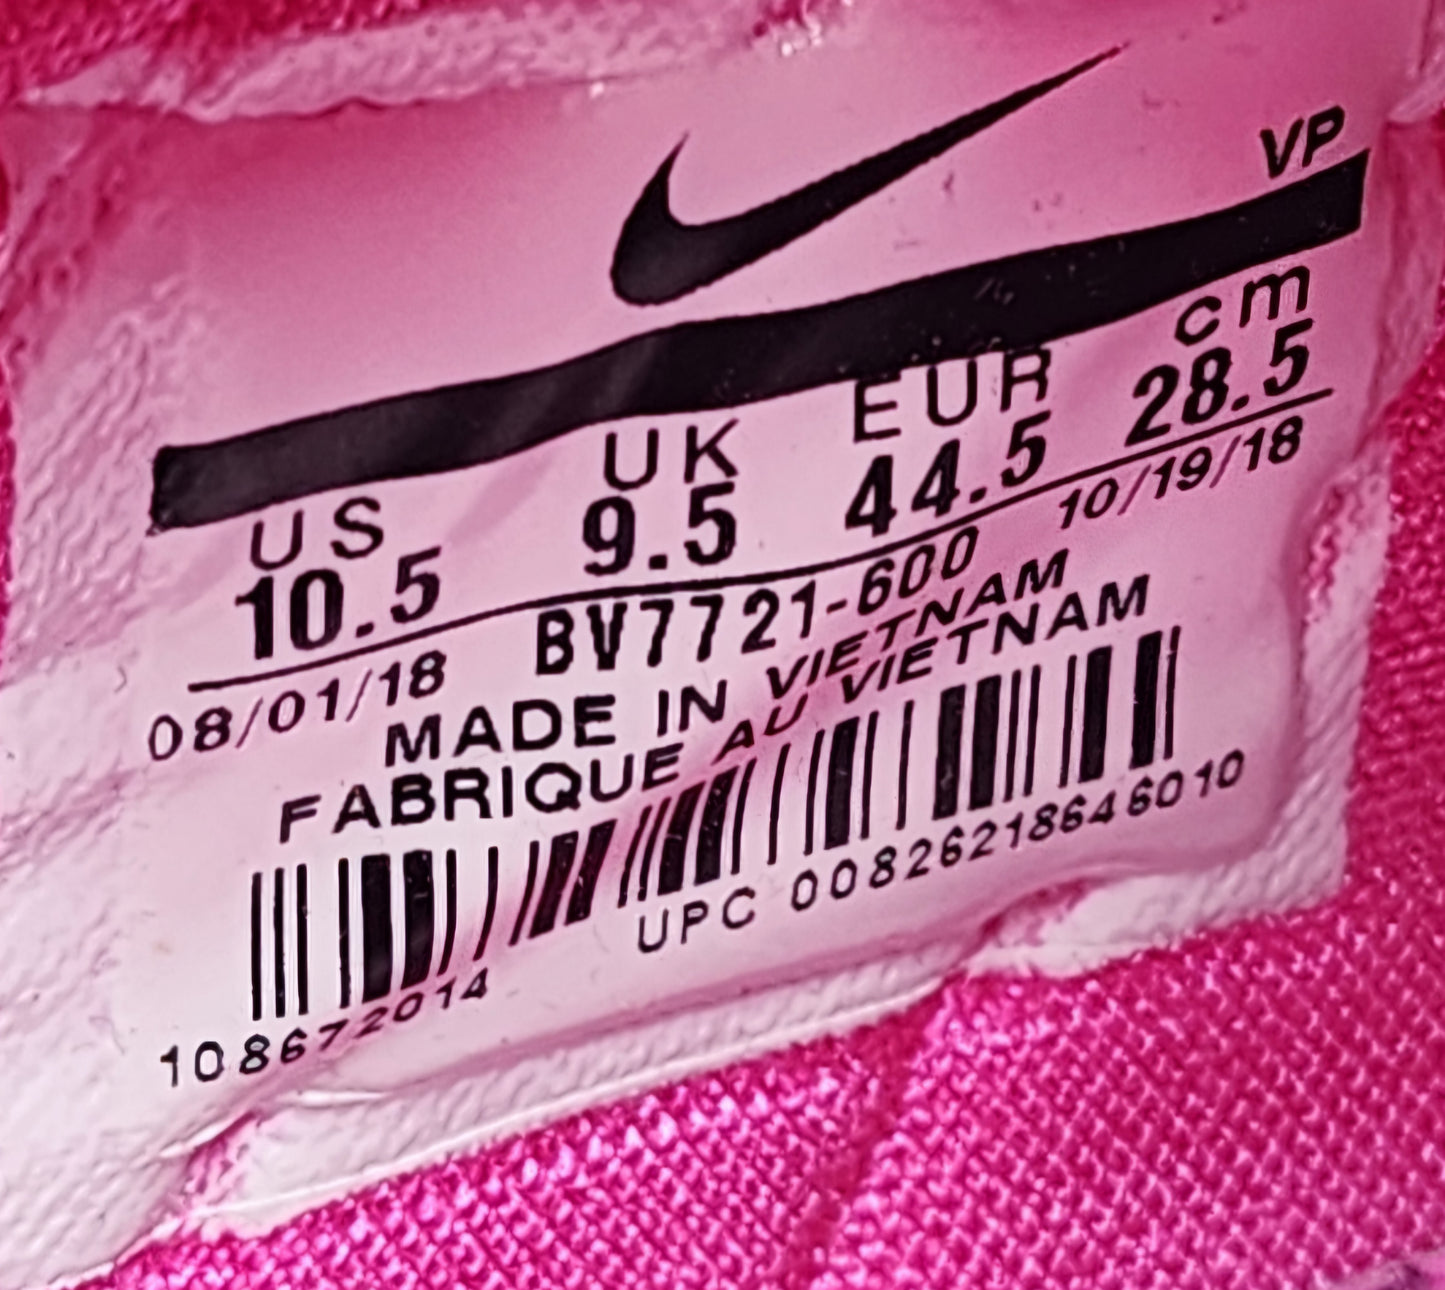 VP
US UK EUR cm
10.5 9.5 44.5 28.5
08/01/18 BV7721-600 10/19/18
MADE IN VIETNAM
FABRIQUE AU VIETNAM
UPC 00826218646010
108672014